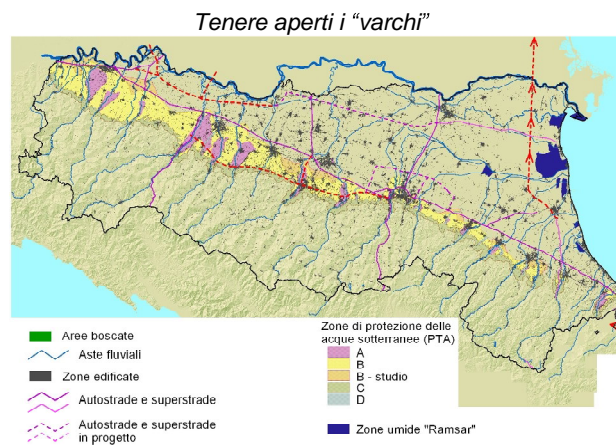 Tenere aperti i “varchi”
Aree boscate
Aste fluviali
Zone edificate
Autostrade e superstrade
Autostrade e superstrade
in progetto
Zone di protezione delle
acque sotterranee (PTA)
A
B
B - studio
C
D
Zone umide "Ramsar"